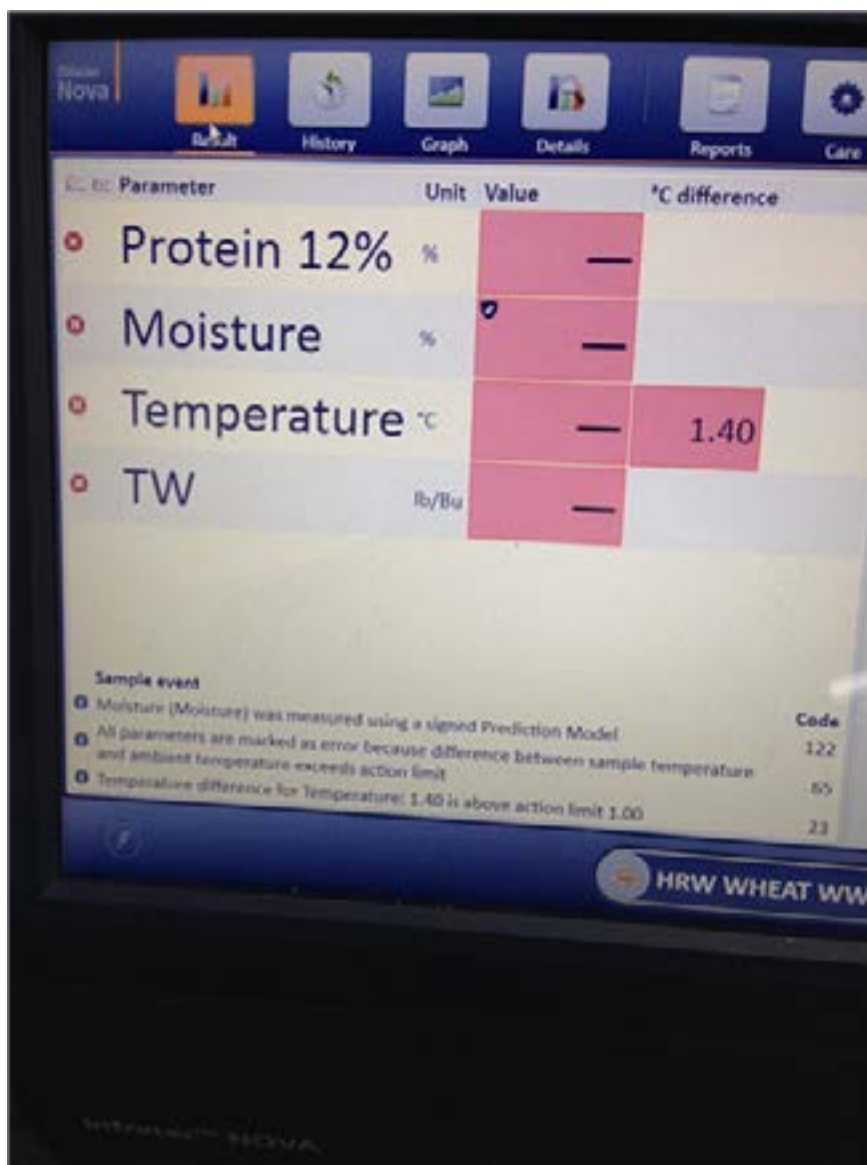 Nova
Result History Graph Details Reports Care
Parameter Unit Value °C difference
Protein 12% % —
Moisture % —
Temperature °C — 1.40
TW lb/Bu —
Sample event Code
Moisture (Moisture) was measured using a signed Prediction Model 122
All parameters are marked as error because difference between sample temperature
and ambient temperature exceeds action limit 65
Temperature difference for Temperature: 1.40 is above action limit 1.00 23
HRW WHEAT WW
Infratec™ NOVA